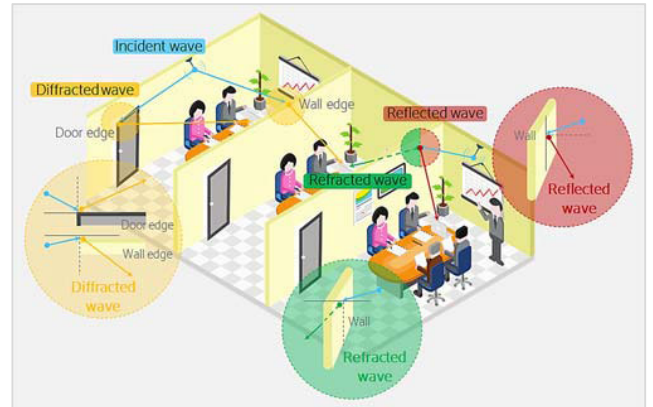 Incident wave
Diffracted wave
Wall edge
Door edge
Reflected wave
Refracted wave
Wall
Reflected
wave
Door edge
Wall edge
Diffracted
wave
Wall
Refracted
wave